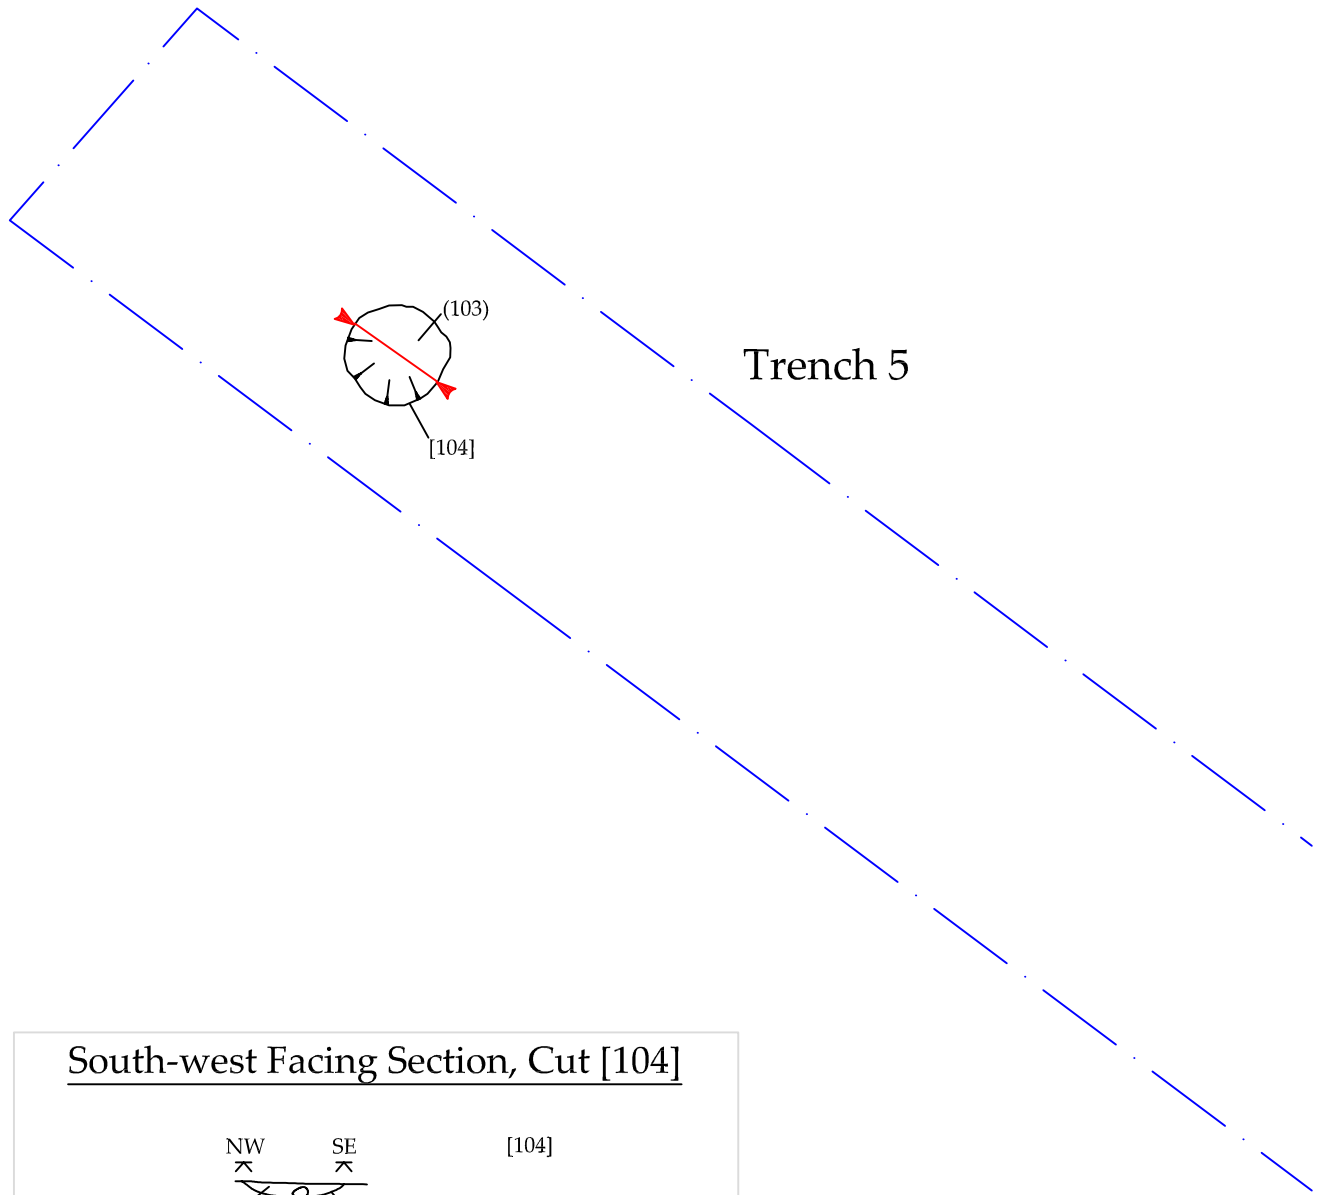 (103)
Trench 5
[104]
South-west Facing Section, Cut [104]
NW SE [104]